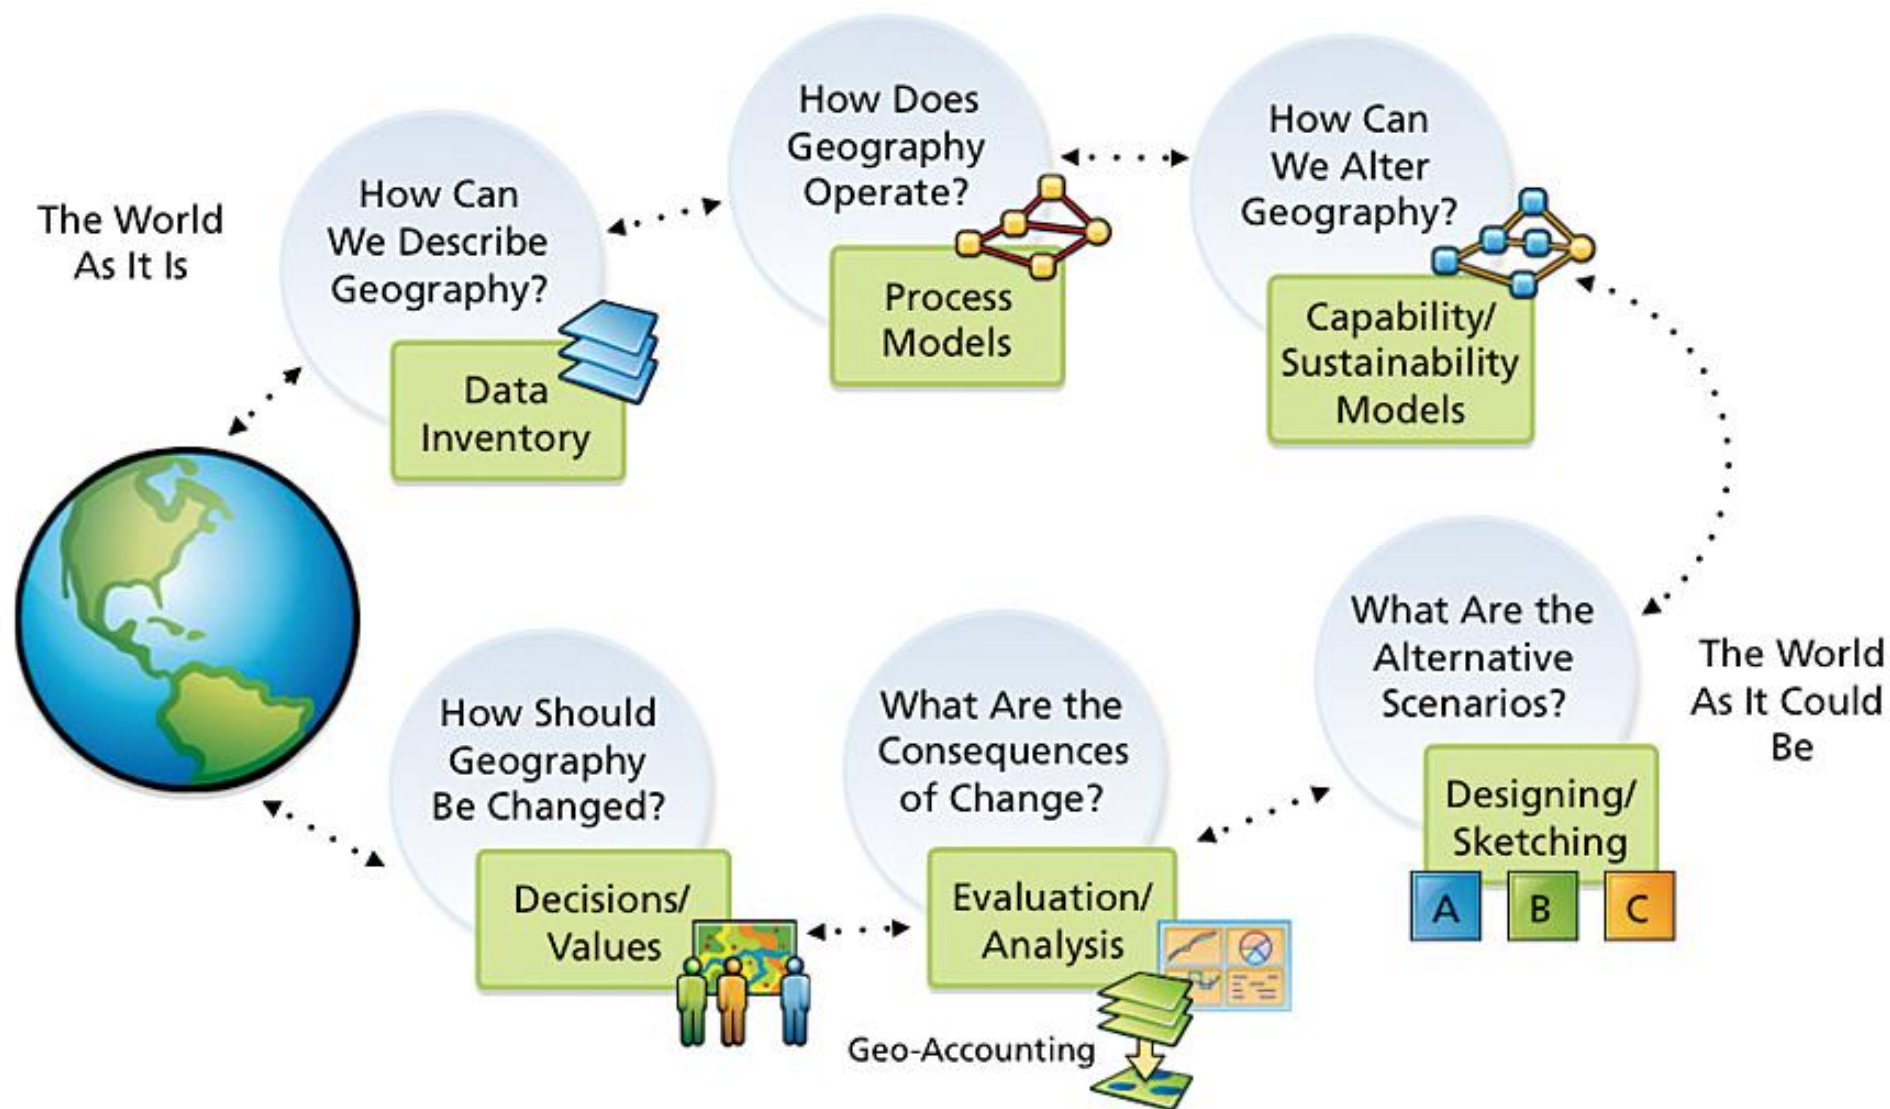 The World
As It Is
How Can
We Describe
Geography?
Data
Inventory
How Does
Geography
Operate?
Process
Models
How Can
We Alter
Geography?
Capability/
Sustainability
Models
What Are the
Alternative
Scenarios?
Designing/
Sketching
A
B
C
The World
As It Could
Be
What Are the
Consequences
of Change?
Evaluation/
Analysis
Geo-Accounting
How Should
Geography
Be Changed?
Decisions/
Values